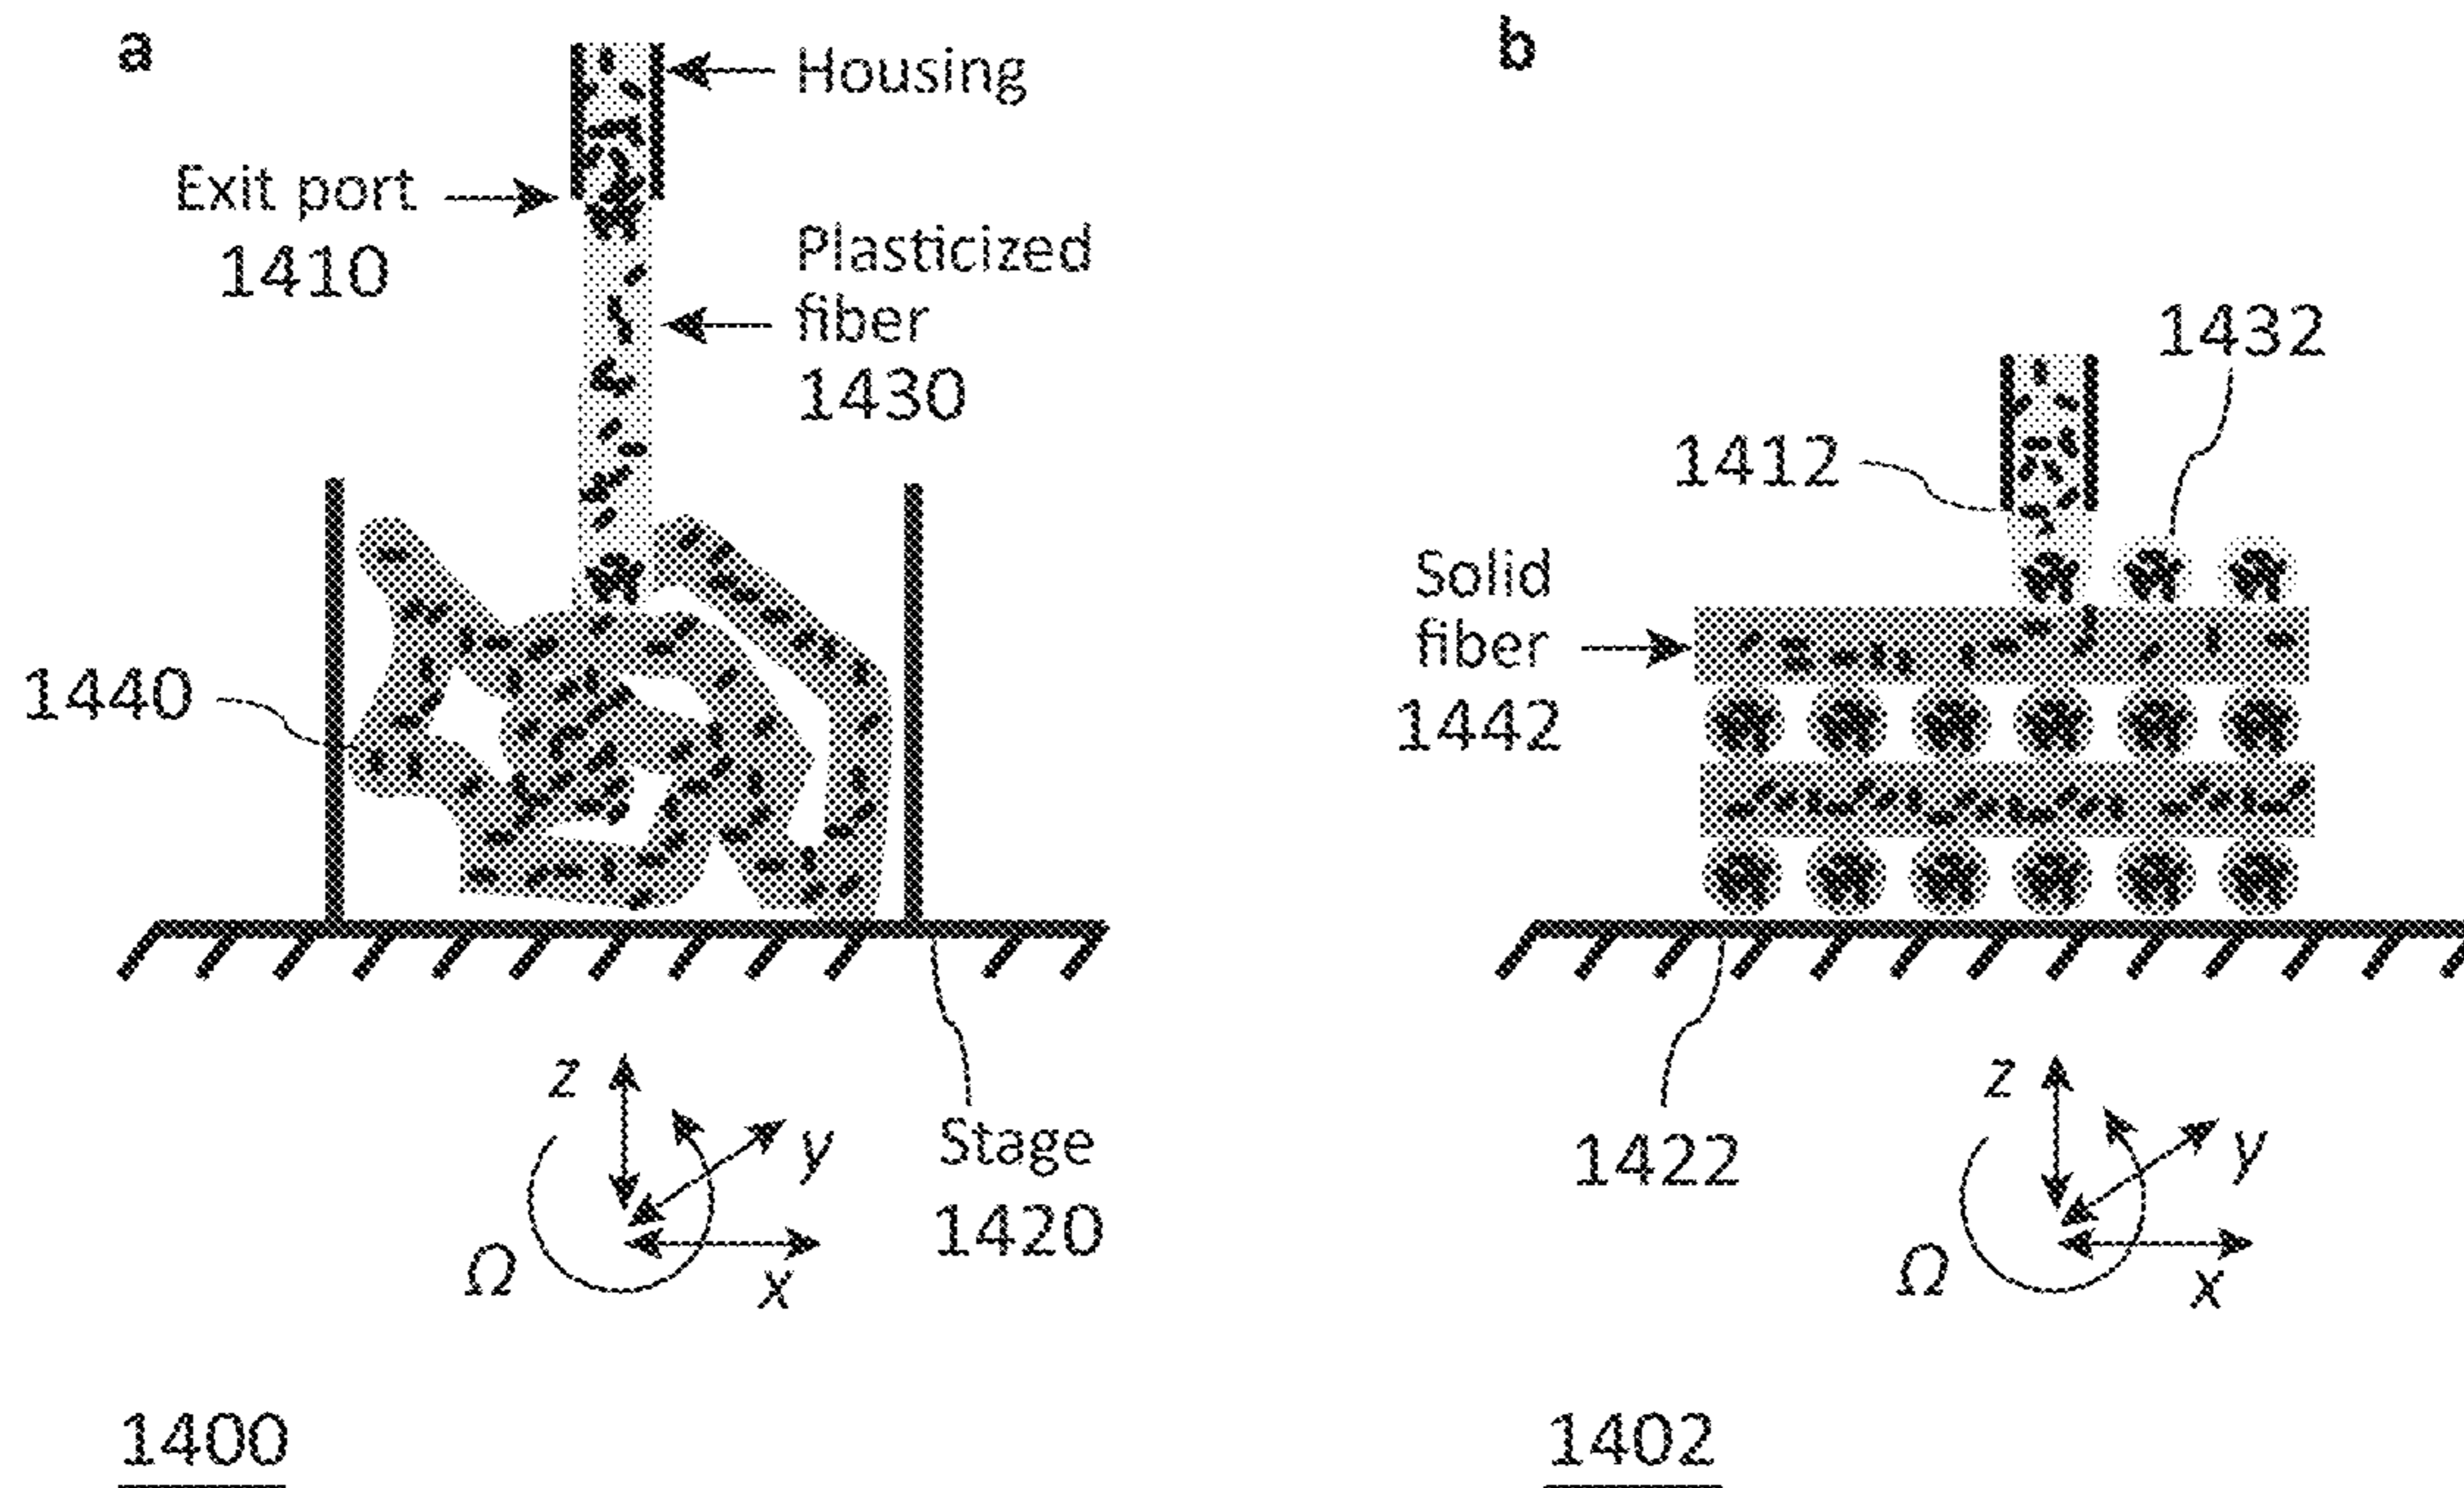 a
Housing
Exit port
1410
Plasticized
fiber
1430
1440
z
y
x
Ω
Stage
1420
1400
b
1432
1412
Solid
fiber
1442
1422
z
y
x
Ω
1402